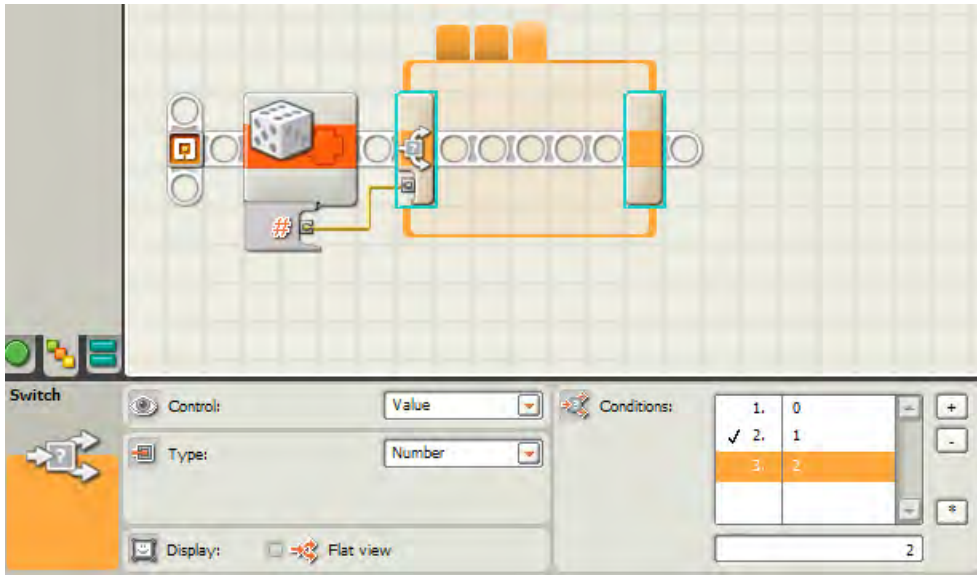 #
Switch
Control:
Value
Type:
Number
Display:
Flat view
Conditions:
1. 0
✓ 2. 1
3. 2
2
+
-
*